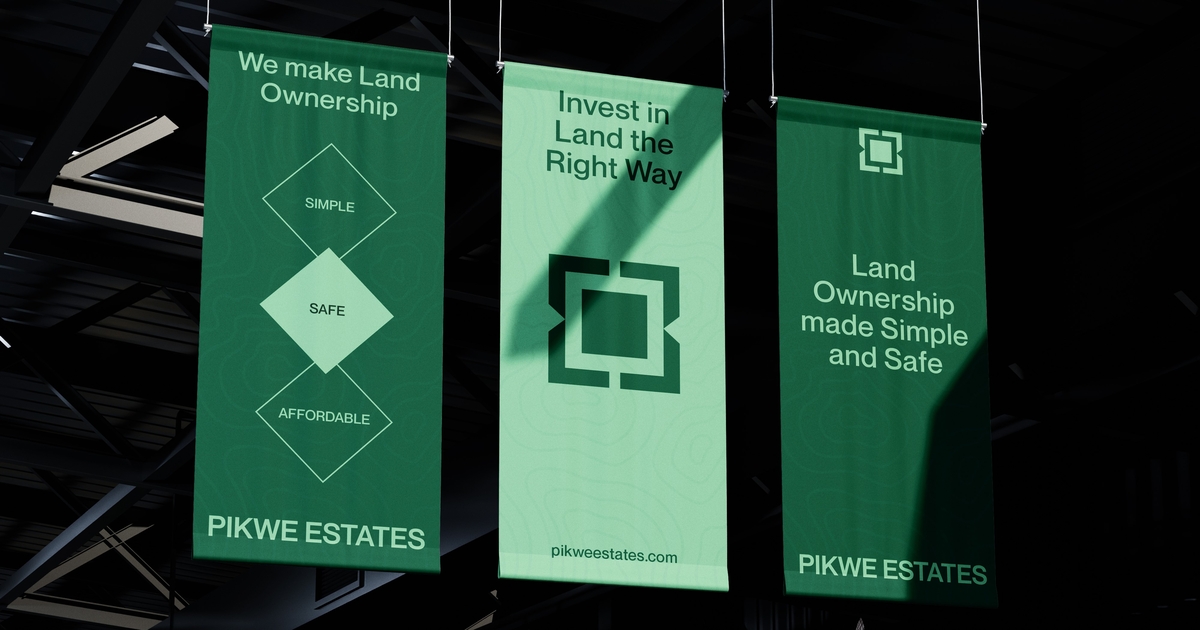 We make Land
Ownership
SIMPLE
SAFE
AFFORDABLE
PIKWE ESTATES
Invest in
Land the
Right Way
pikweestates.com
Land
Ownership
made Simple
and Safe
PIKWE ESTATES